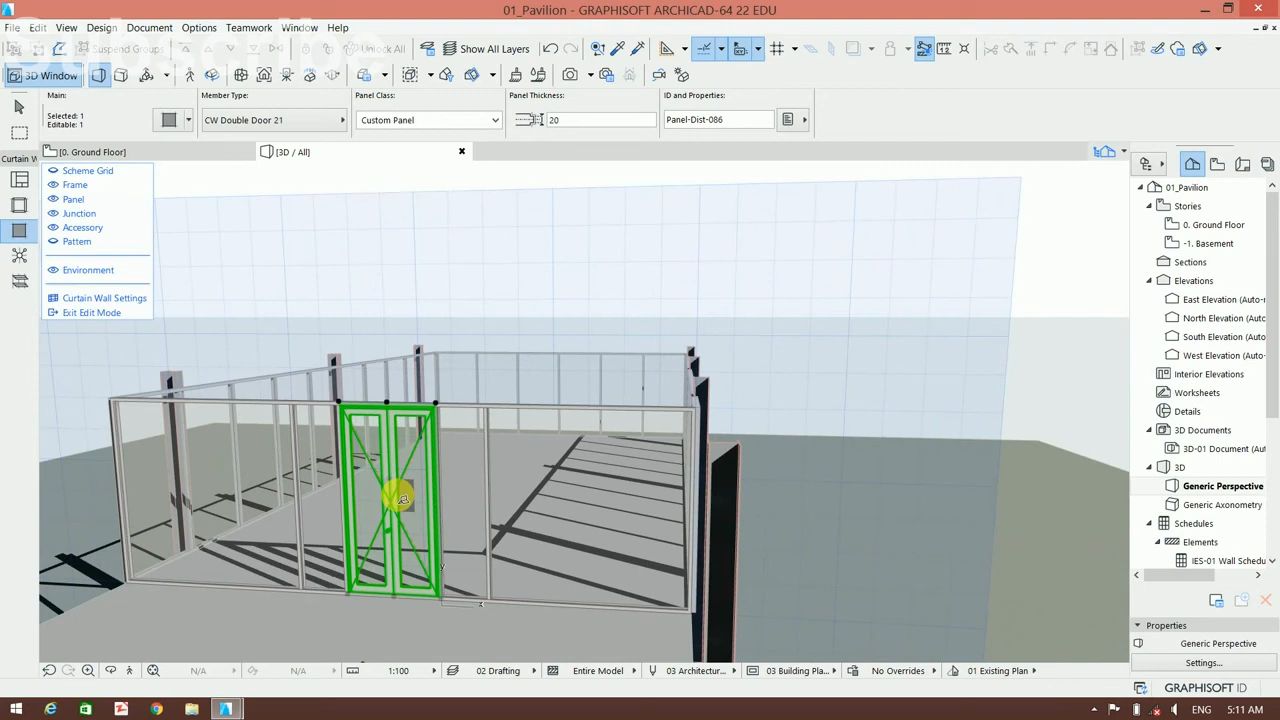 01_Pavilion - GRAPHISOFT ARCHICAD-64 22 EDU
File Edit View Design Document Options Teamwork Window Help
Subscribe
Suspend Groups
Unlock All
Show All Layers
3D Window
Main:
Selected: 1
Editable: 1
Member Type:
CW Double Door 21
Panel Class:
Custom Panel
Panel Thickness:
20
ID and Properties:
Panel-Dist-086
[0. Ground Floor]
[3D / All]
Curtain W
Scheme Grid
Frame
Panel
Junction
Accessory
Pattern
Environment
Curtain Wall Settings
Exit Edit Mode
01_Pavilion
Stories
0. Ground Floor
-1. Basement
Sections
Elevations
East Elevation (Auto-r
North Elevation (Auto
South Elevation (Auto
West Elevation (Auto-
Interior Elevations
Worksheets
Details
3D Documents
3D-01 Document (Aut
3D
Generic Perspective
Generic Axonometry
Schedules
Elements
IES-01 Wall Schedu
Properties
Generic Perspective
Settings...
N/A
N/A
1:100
02 Drafting
Entire Model
03 Architectur...
03 Building Pla...
No Overrides
01 Existing Plan
GRAPHISOFT ID
ENG 5:11 AM